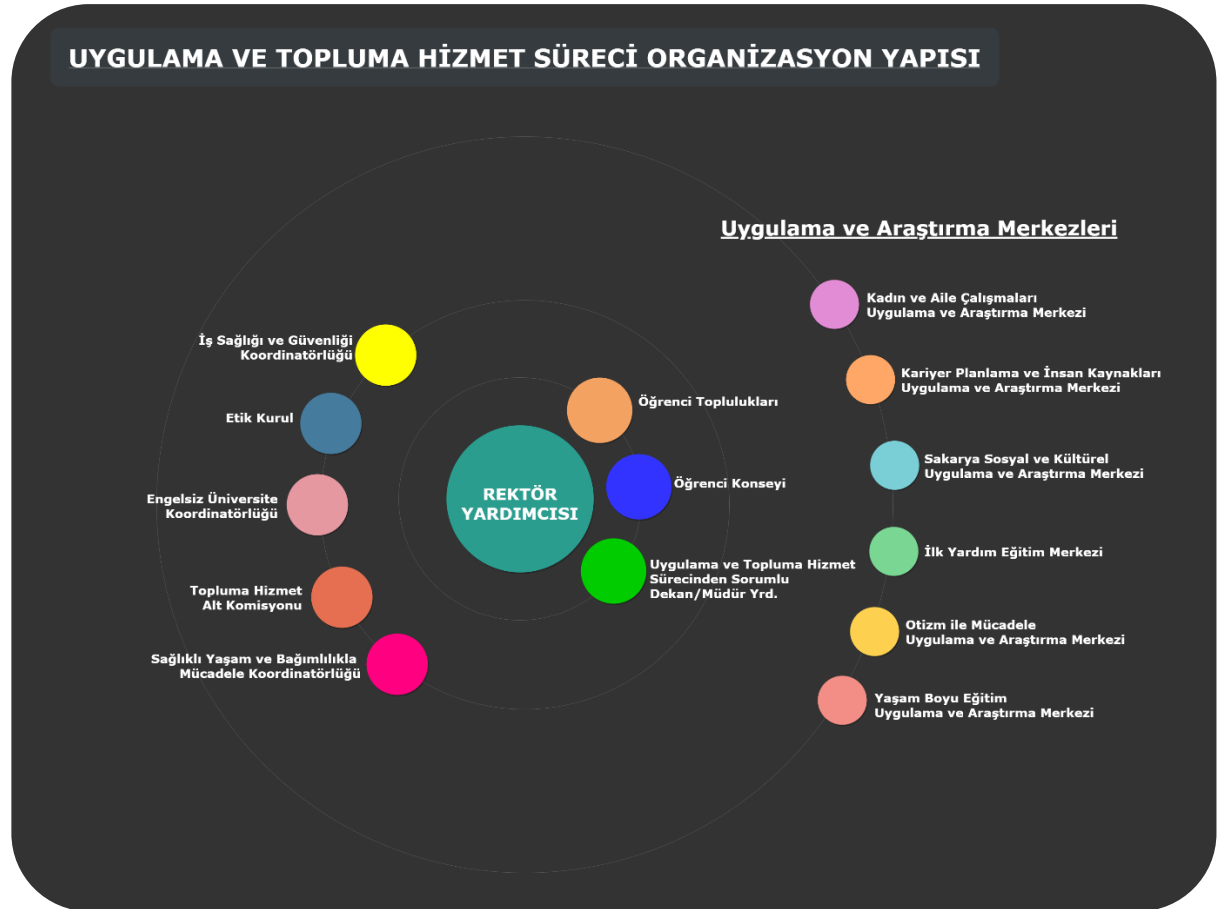 UYGULAMA VE TOPLUMA HİZMET SÜRECİ ORGANİZASYON YAPISI
Uygulama ve Araştırma Merkezleri
İş Sağlığı ve Güvenliği
Koordinatörlüğü
Etik Kurul
Engelsiz Üniversite
Koordinatörlüğü
Topluma Hizmet
Alt Komisyonu
Sağlıklı Yaşam ve Bağımlılıkla
Mücadele Koordinatörlüğü
REKTÖR
YARDIMCISI
Öğrenci Toplulukları
Öğrenci Konseyi
Uygulama ve Topluma Hizmet
Sürecinden Sorumlu
Dekan/Müdür Yrd.
Kadın ve Aile Çalışmaları
Uygulama ve Araştırma Merkezi
Kariyer Planlama ve İnsan Kaynakları
Uygulama ve Araştırma Merkezi
Sakarya Sosyal ve Kültürel
Uygulama ve Araştırma Merkezi
İlk Yardım Eğitim Merkezi
Otizm ile Mücadele
Uygulama ve Araştırma Merkezi
Yaşam Boyu Eğitim
Uygulama ve Araştırma Merkezi